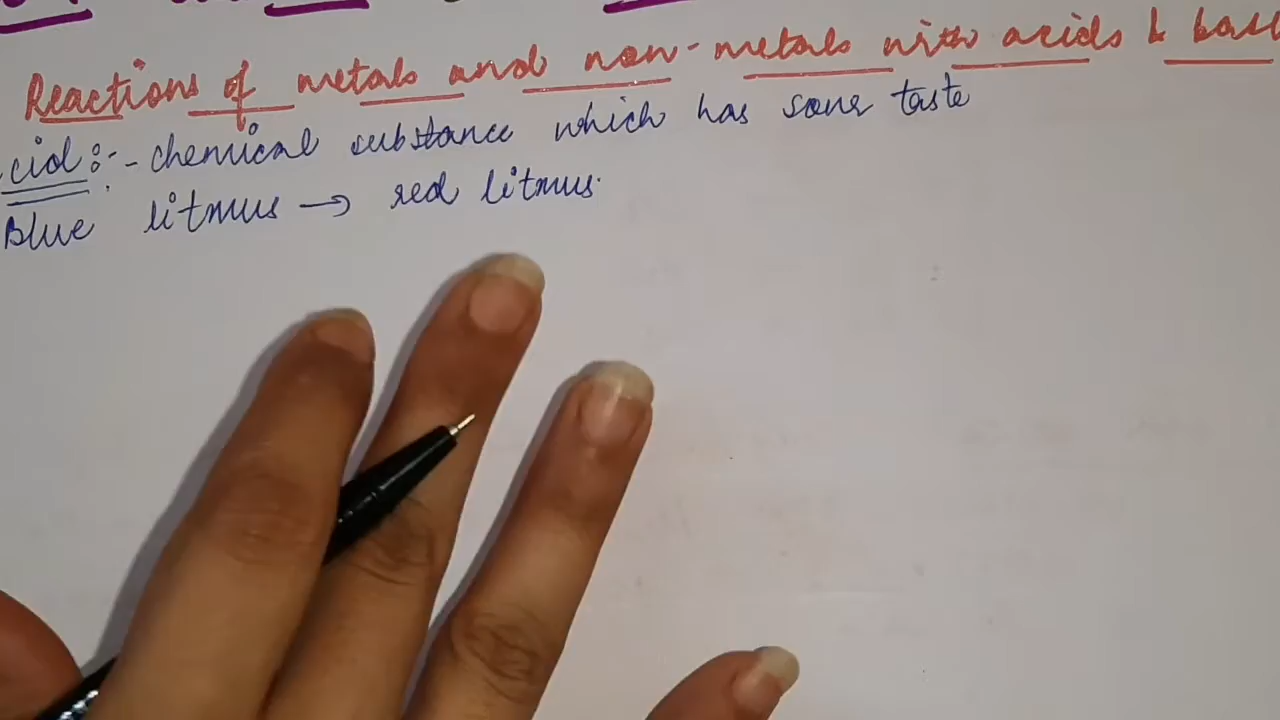 Reactions of metals and non-metals with acids & bas
cid :- - chemical substance which has sour taste
Blue litmus → red litmus.